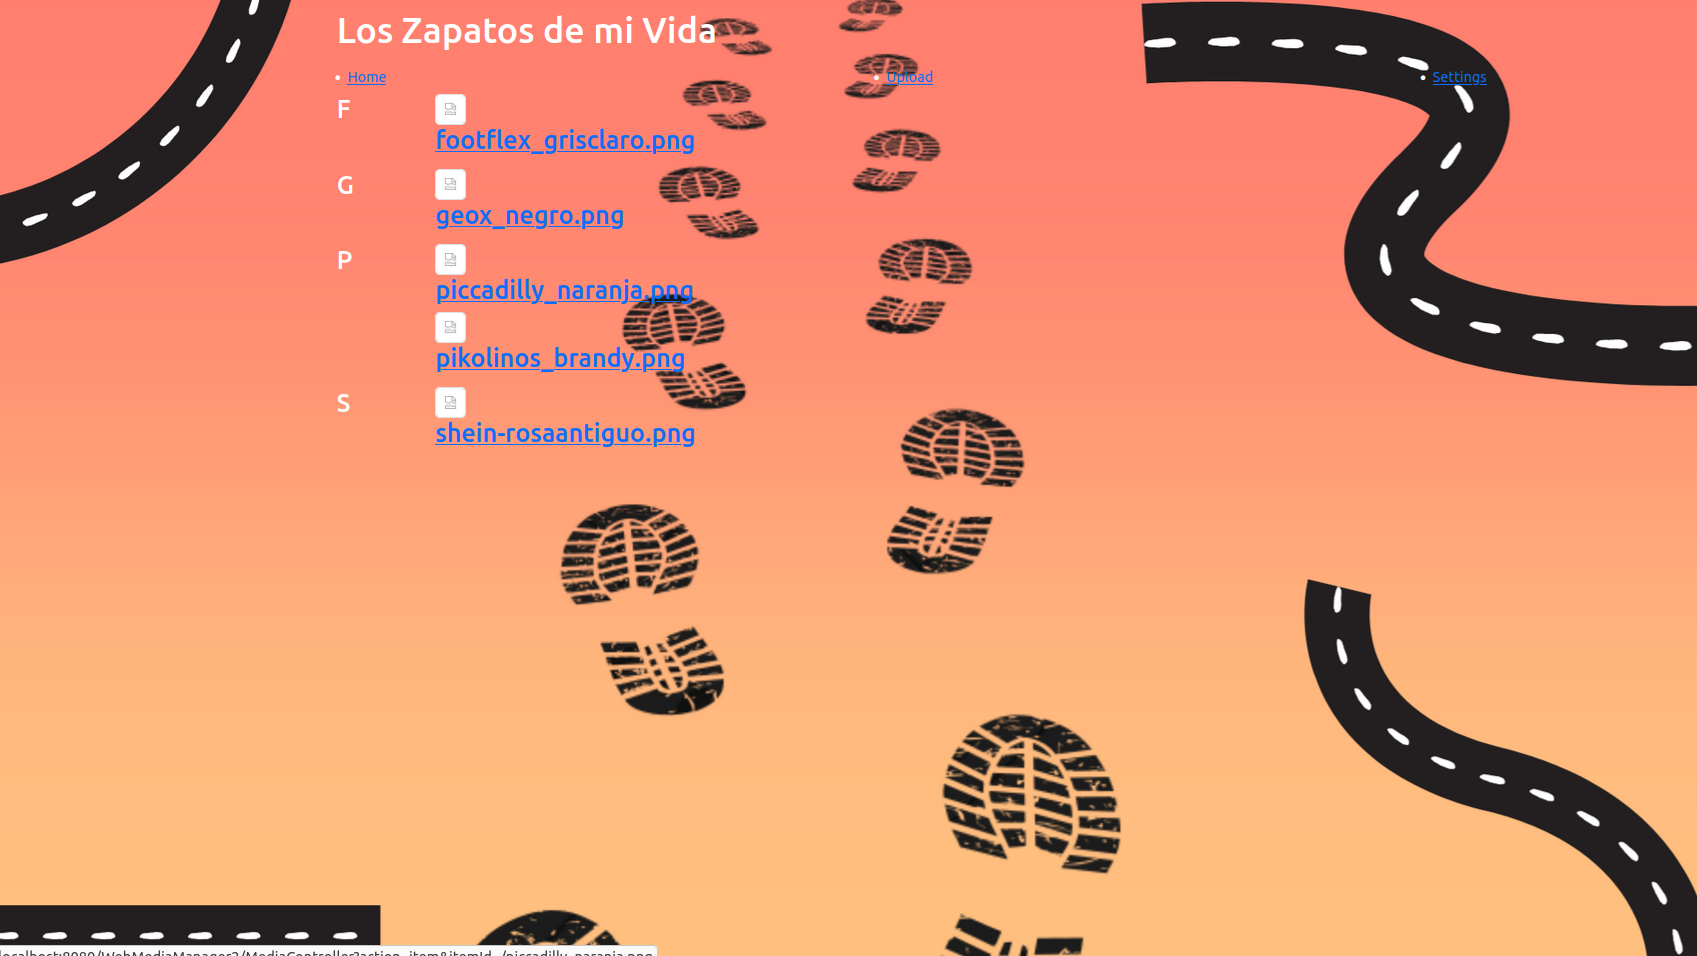 Los Zapatos de mi Vida
Home Upload Settings
F
footflex_grisclaro.png
G
geox_negro.png
P
piccadilly_naranja.png
pikolinos_brandy.png
S
shein-rosaantiguo.png
localhost:8080/WebMediaManager2/MediaController?action=item&itemId=/piccadilly_naranja.png